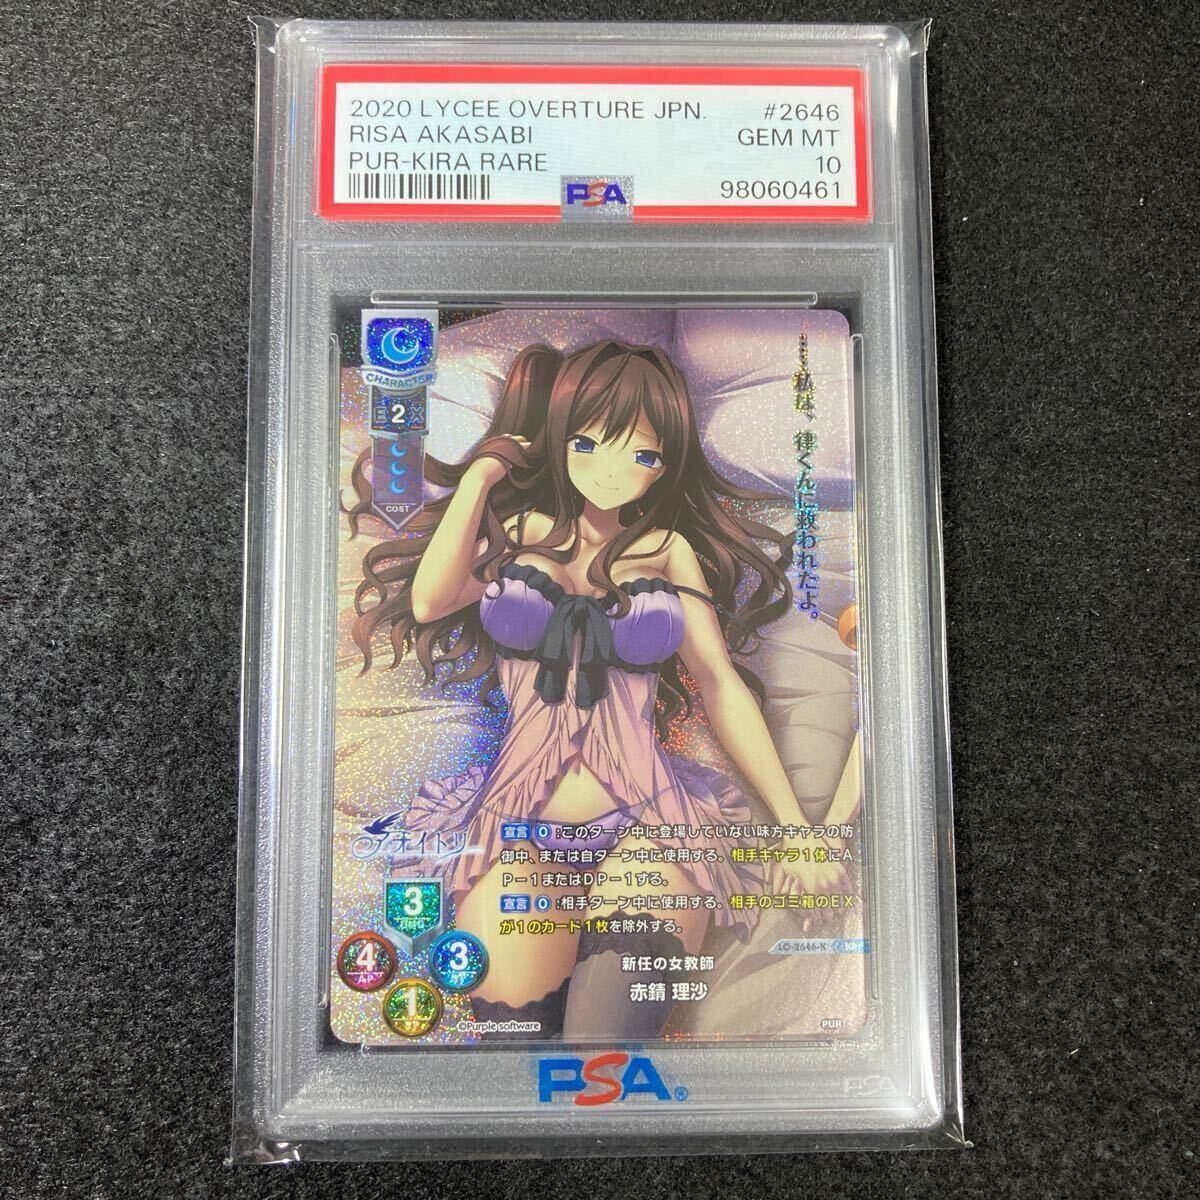 2020 LYCEE OVERTURE JPN. #2646
RISA AKASABI GEM MT
PUR-KIRA RARE 10
PSA 98060461
CHARACTER
E 2 X
COST
……私は、律くんに救われたよ。
アオイトリ
宣言 0 :このターン中に登場していない味方キャラの防
御中、または自ターン中に使用する。相手キャラ1体にA
P－1またはDP－1する。
宣言 0 :相手ターン中に使用する。相手のゴミ箱のEX
が1のカード1枚を除外する。
3
DMG
4
AP
3
1
LO-2646-K KR
新任の女教師
赤錆 理沙
©Purple software
PUR
PSA®
PSA